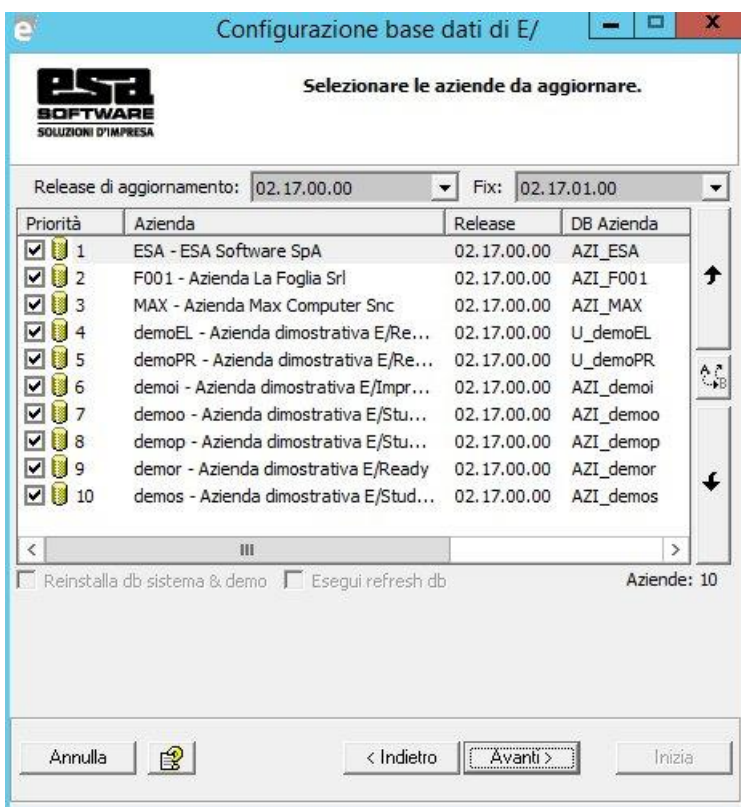 e
Configurazione base dati di E/
esa
SOFTWARE
SOLUZIONI D'IMPRESA
Selezionare le aziende da aggiornare.
Release di aggiornamento: 02.17.00.00 Fix: 02.17.01.00
Priorità Azienda Release DB Azienda
1 ESA - ESA Software SpA 02.17.00.00 AZI_ESA
2 F001 - Azienda La Foglia Srl 02.17.00.00 AZI_F001
3 MAX - Azienda Max Computer Snc 02.17.00.00 AZI_MAX
4 demoEL - Azienda dimostrativa E/Re... 02.17.00.00 U_demoEL
5 demoPR - Azienda dimostrativa E/Re... 02.17.00.00 U_demoPR
6 demoi - Azienda dimostrativa E/Impr... 02.17.00.00 AZI_demoi
7 demoo - Azienda dimostrativa E/Stu... 02.17.00.00 AZI_demoo
8 demop - Azienda dimostrativa E/Stu... 02.17.00.00 AZI_demop
9 demor - Azienda dimostrativa E/Ready 02.17.00.00 AZI_demor
10 demos - Azienda dimostrativa E/Stud... 02.17.00.00 AZI_demos
A
B
Reinstalla db sistema & demo Esegui refresh db Aziende: 10
Annulla < Indietro Avanti > Inizia